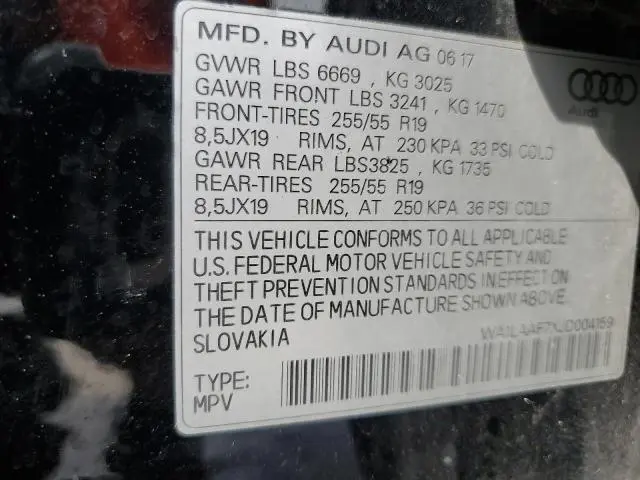 MFD. BY AUDI AG 06 17
GVWR LBS 6669 , KG 3025
GAWR FRONT LBS 3241 , KG 1470
FRONT-TIRES 255/55 R19
8,5JX19 RIMS, AT 230 KPA 33 PSI COLD
GAWR REAR LBS3825 , KG 1735
REAR-TIRES 255/55 R19
8,5JX19 RIMS, AT 250 KPA 36 PSI COLD
Audi
THIS VEHICLE CONFORMS TO ALL APPLICABLE
U.S. FEDERAL MOTOR VEHICLE SAFETY AND
THEFT PREVENTION STANDARDS IN EFFECT ON
THE DATE OF MANUFACTURE SHOWN ABOVE.
SLOVAKIA
TYPE:
MPV